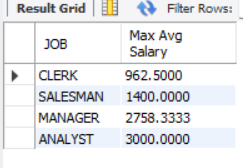 Result Grid Filter Rows:
JOB Max Avg
Salary
CLERK 962.5000
SALESMAN 1400.0000
MANAGER 2758.3333
ANALYST 3000.0000